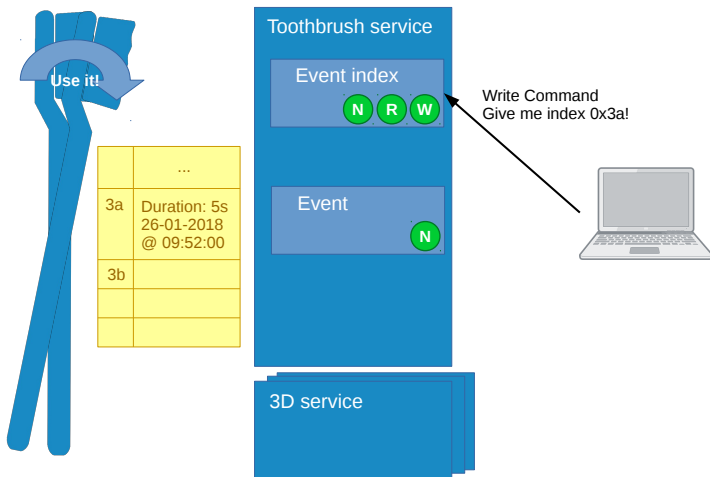 Use it!
...
3a
Duration: 5s
26-01-2018
@ 09:52:00
3b
Toothbrush service
Event index
N R W
Event
N
3D service
Write Command
Give me index 0x3a!